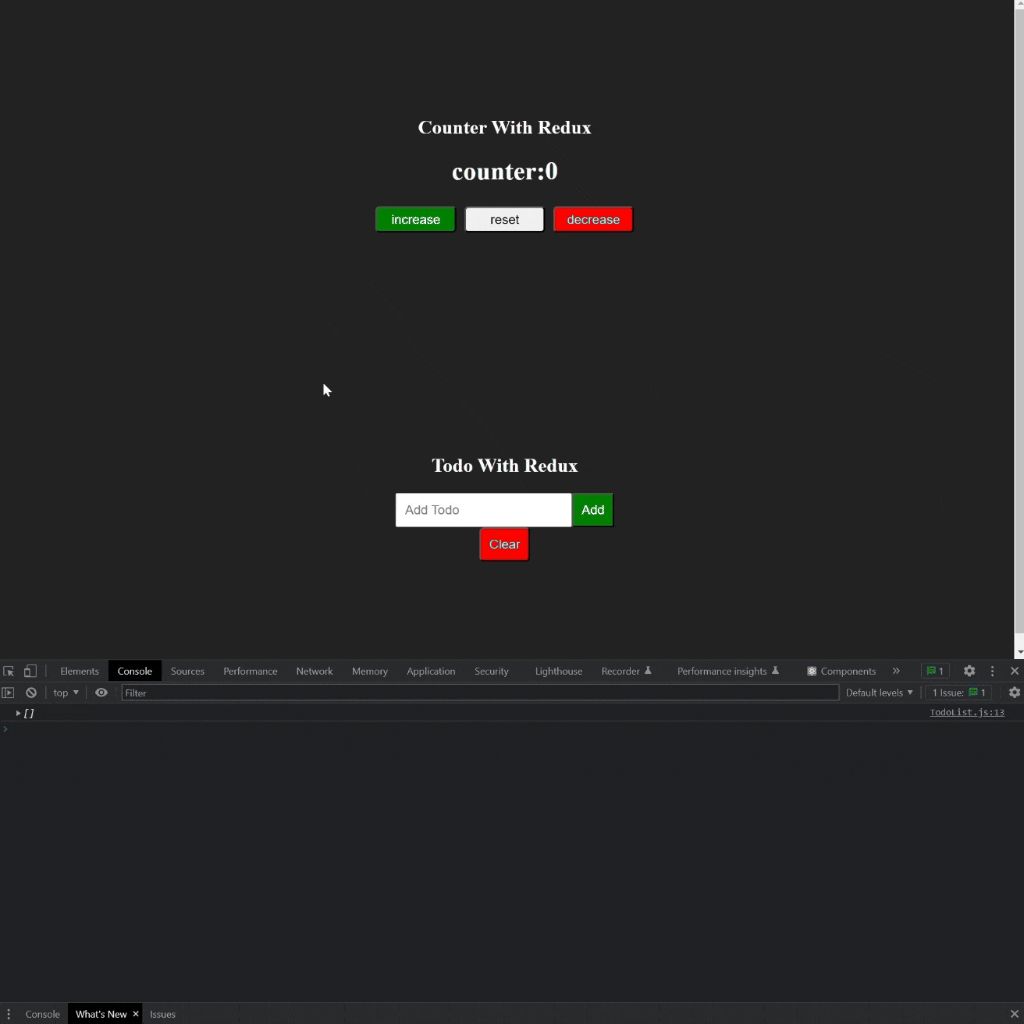 Counter With Redux
counter:0
increase reset decrease
Todo With Redux
Add Todo Add
Clear
Elements Console Sources Performance Network Memory Application Security Lighthouse Recorder Performance insights Components » 1
top Filter Default levels 1 Issue: 1
[] TodoList.js:13
Console What's New Issues